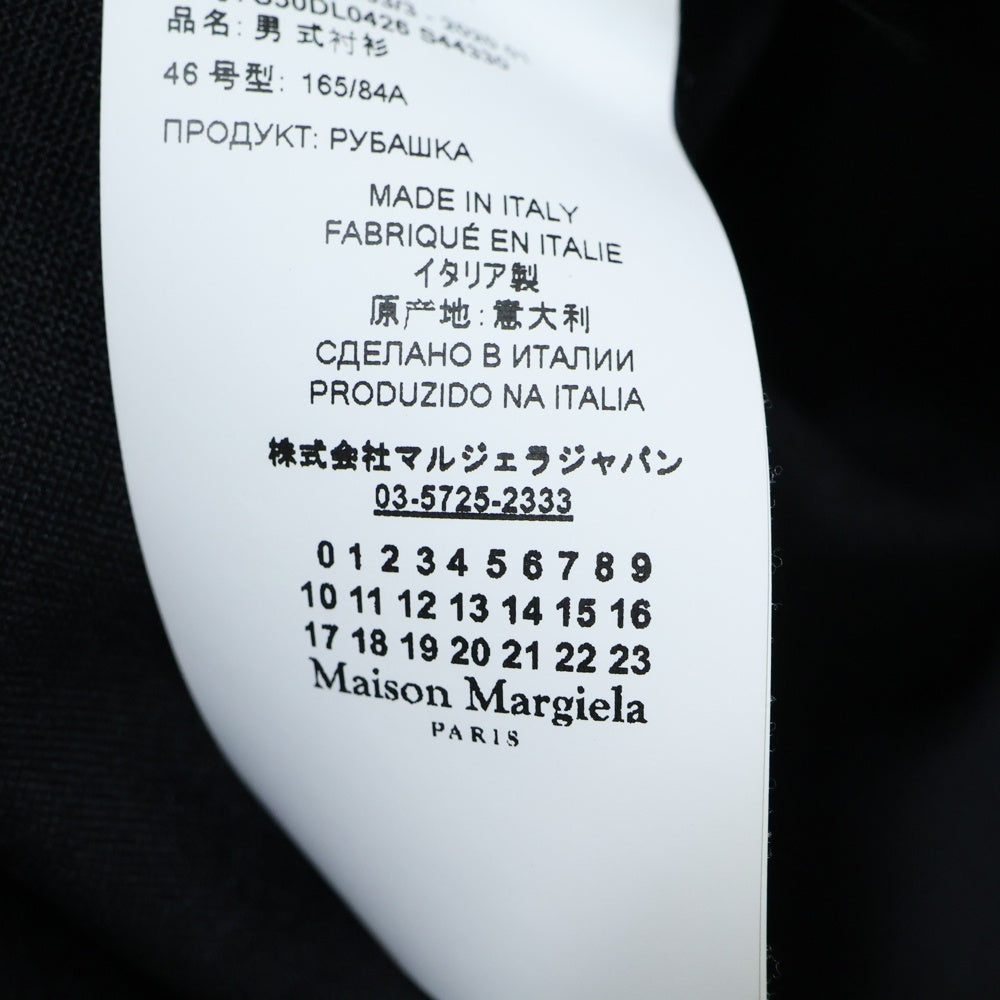 S50DL0426 S44330
品名: 男式衬衫
46 号型: 165/84A
ПРОДУКТ: РУБАШКА
MADE IN ITALY
FABRIQUÉ EN ITALIE
イタリア製
原产地:意大利
СДЕЛАНО В ИТАЛИИ
PRODUZIDO NA ITALIA
株式会社マルジェラジャパン
03-5725-2333
0 1 2 3 4 5 6 7 8 9
10 11 12 13 14 15 16
17 18 19 20 21 22 23
Maison Margiela
PARIS